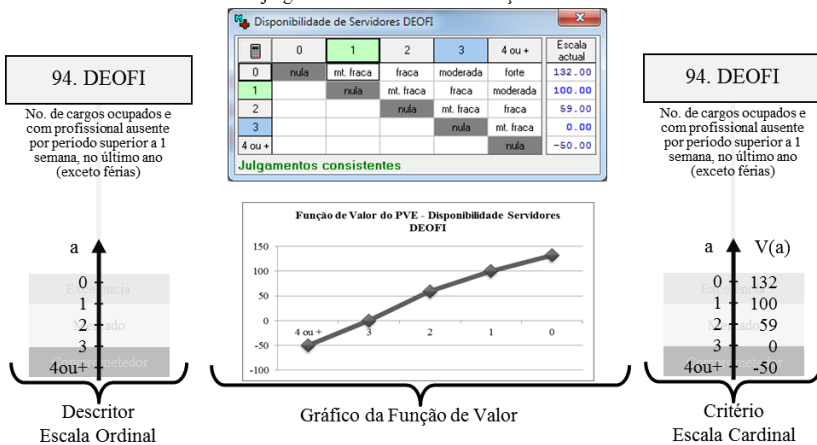 Disponibilidade de Servidores DEOFI
0 1 2 3 4 ou + Escala actual
0 nula mt. fraca fraca moderada forte 132.00
1 nula mt. fraca fraca moderada 100.00
2 nula mt. fraca fraca 59.00
3 nula mt. fraca 0.00
4 ou + nula -50.00
Julgamentos consistentes
94. DEOFI
No. de cargos ocupados e
com profissional ausente
por período superior a 1
semana, no último ano
(exceto férias)
a
0
Excelência
1
Mercado
2
3
Comprometedor
4ou+
Descritor
Escala Ordinal
Função de Valor do PVE - Disponibilidade Servidores
DEOFI
150
100
50
0
-50
-100
4 ou + 3 2 1 0
Gráfico da Função de Valor
94. DEOFI
No. de cargos ocupados e
com profissional ausente
por período superior a 1
semana, no último ano
(exceto férias)
a V(a)
0 132
Excelência
1 100
Mercado
2 59
3 0
Comprometedor
4ou+ -50
Critério
Escala Cardinal